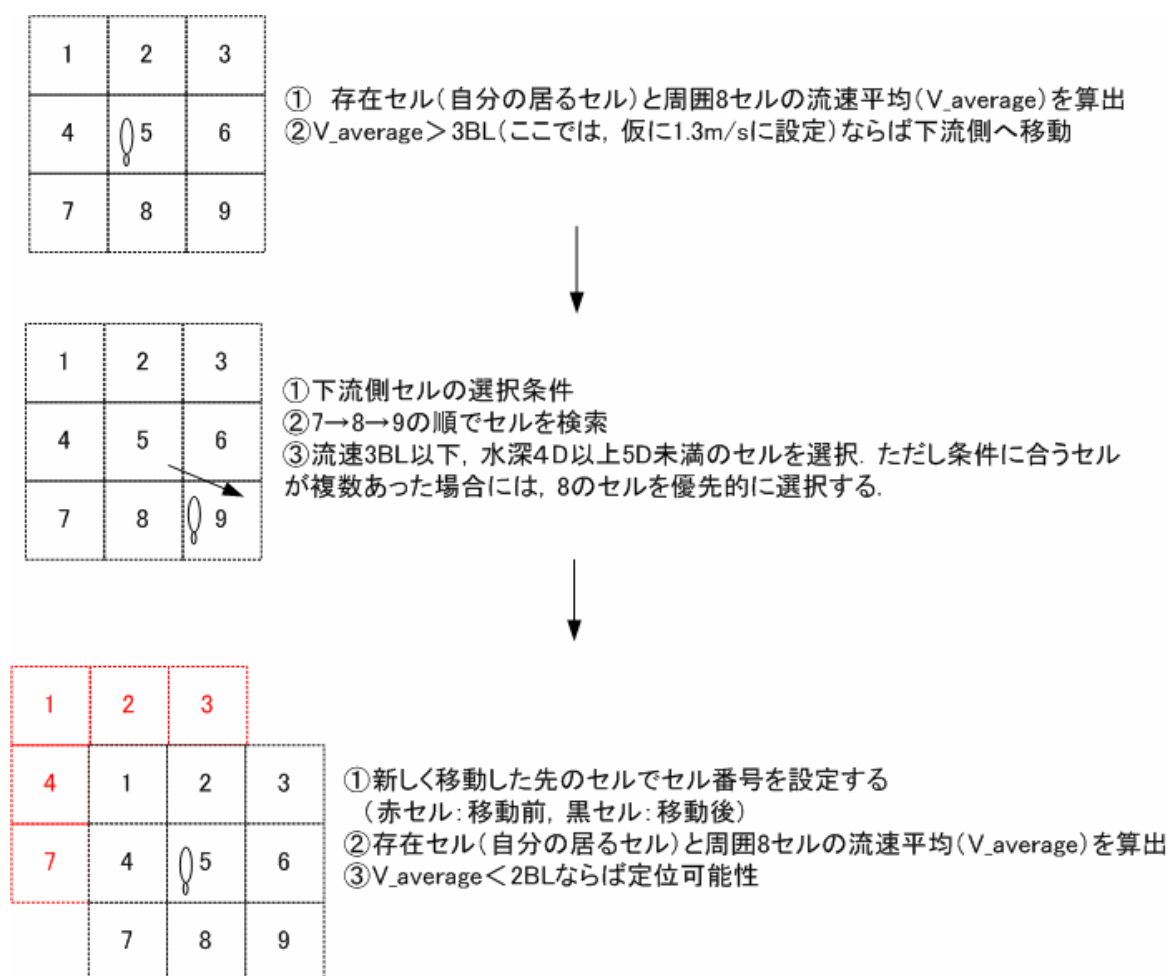 1 2 3
4 5 6
7 8 9
① 存在セル(自分の居るセル)と周囲8セルの流速平均(V_average)を算出
②V_average>3BL(ここでは, 仮に1.3m/sに設定)ならば下流側へ移動
1 2 3
4 5 6
7 8 9
①下流側セルの選択条件
②7→8→9の順でセルを検索
③流速3BL以下, 水深4D以上5D未満のセルを選択. ただし条件に合うセル
が複数あった場合には, 8のセルを優先的に選択する.
1 2 3
4 1 2 3
7 4 5 6
7 8 9
①新しく移動した先のセルでセル番号を設定する
(赤セル:移動前, 黒セル:移動後)
②存在セル(自分の居るセル)と周囲8セルの流速平均(V_average)を算出
③V_average<2BLならば定位可能性